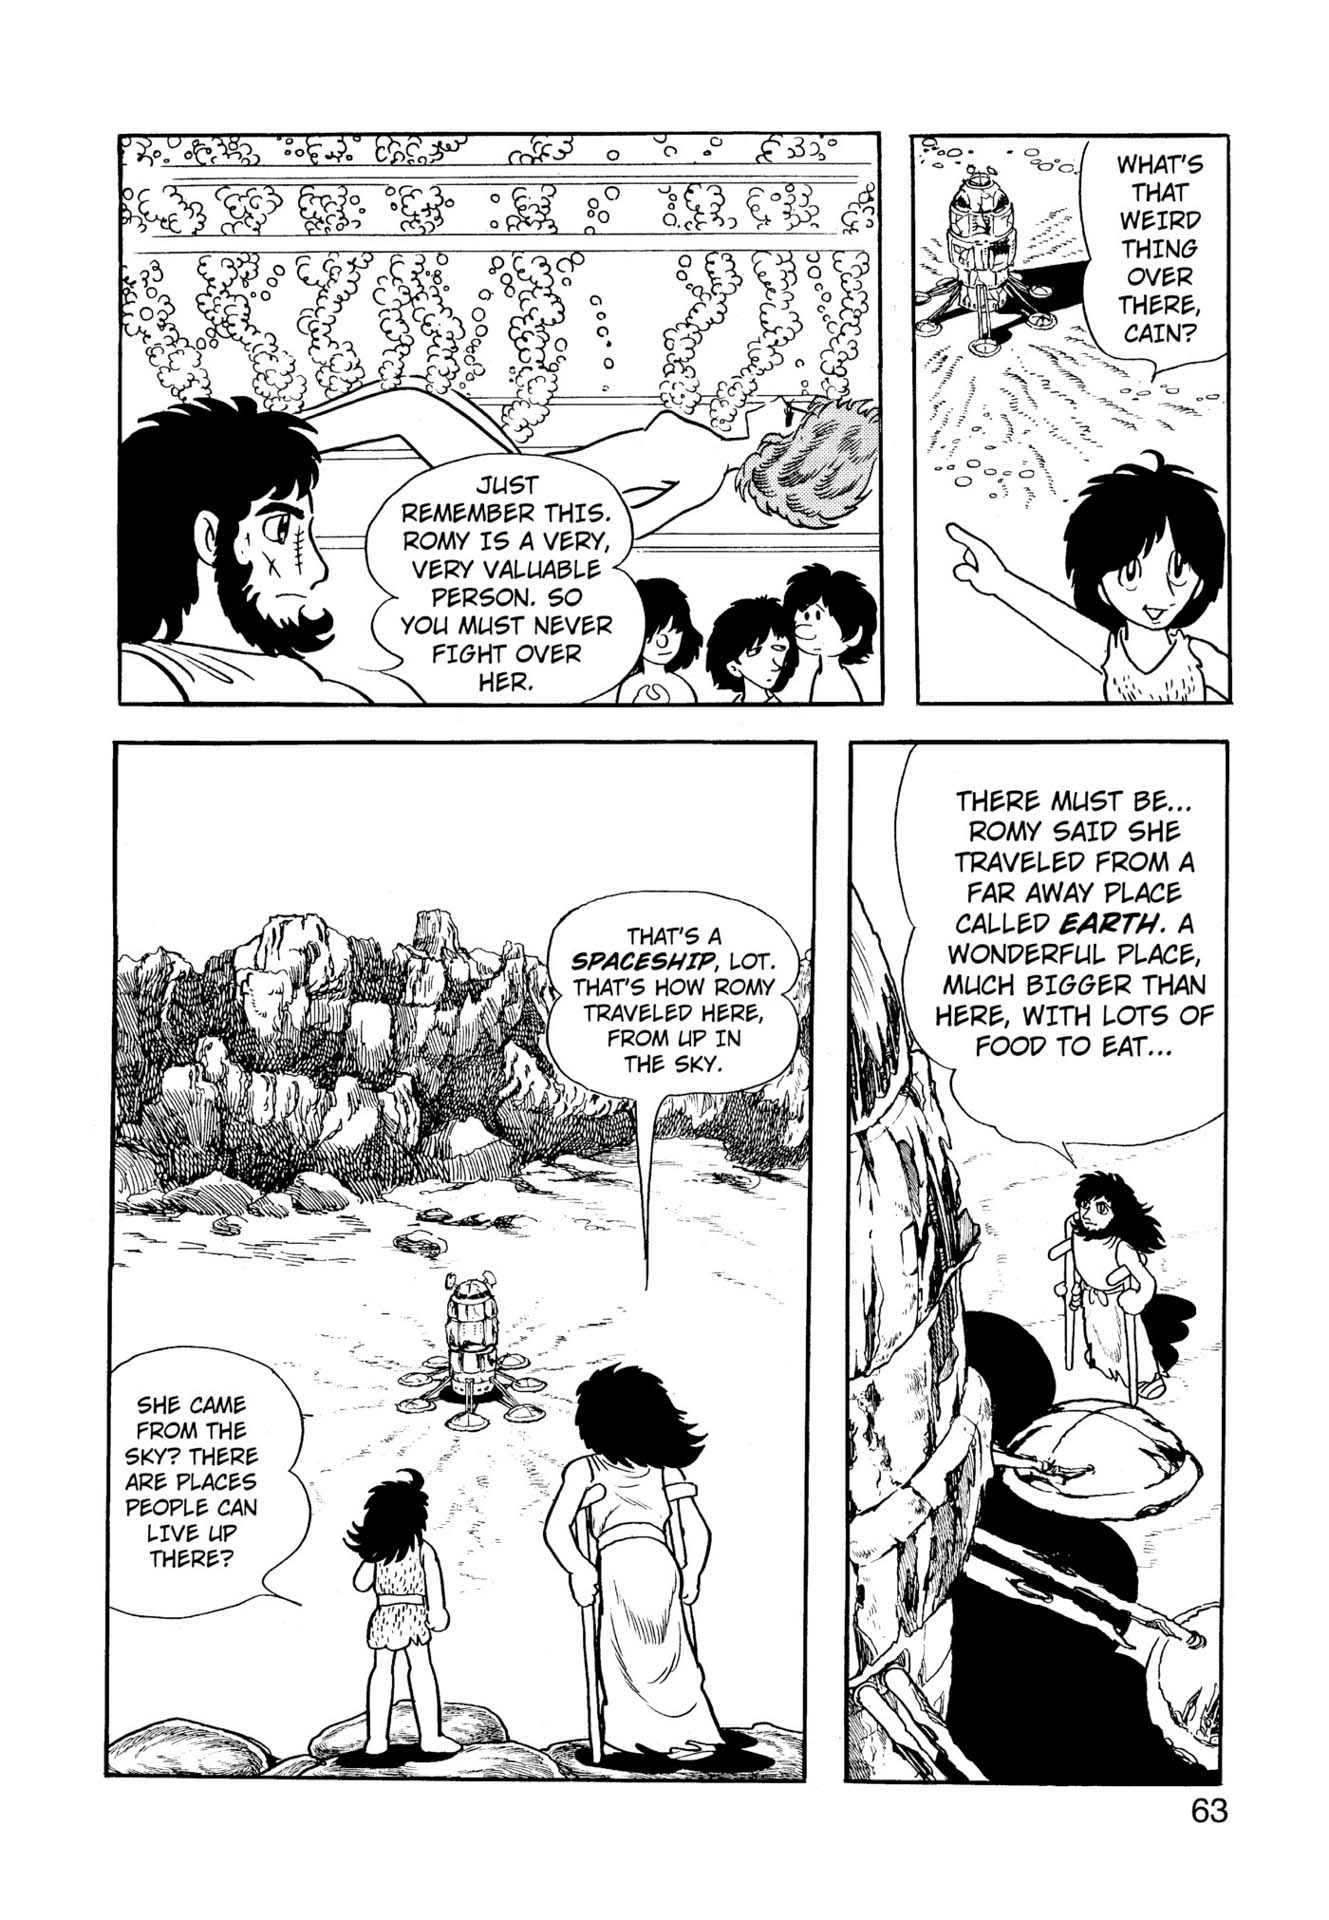 JUST
REMEMBER THIS.
ROMY IS A VERY,
VERY VALUABLE
PERSON. SO
YOU MUST NEVER
FIGHT OVER
HER.
WHAT'S
THAT
WEIRD
THING
OVER
THERE,
CAIN?
THAT'S A
SPACESHIP, LOT.
THAT'S HOW ROMY
TRAVELED HERE,
FROM UP IN
THE SKY.
SHE CAME
FROM THE
SKY? THERE
ARE PLACES
PEOPLE CAN
LIVE UP
THERE?
THERE MUST BE...
ROMY SAID SHE
TRAVELED FROM A
FAR AWAY PLACE
CALLED EARTH. A
WONDERFUL PLACE,
MUCH BIGGER THAN
HERE, WITH LOTS OF
FOOD TO EAT...
63